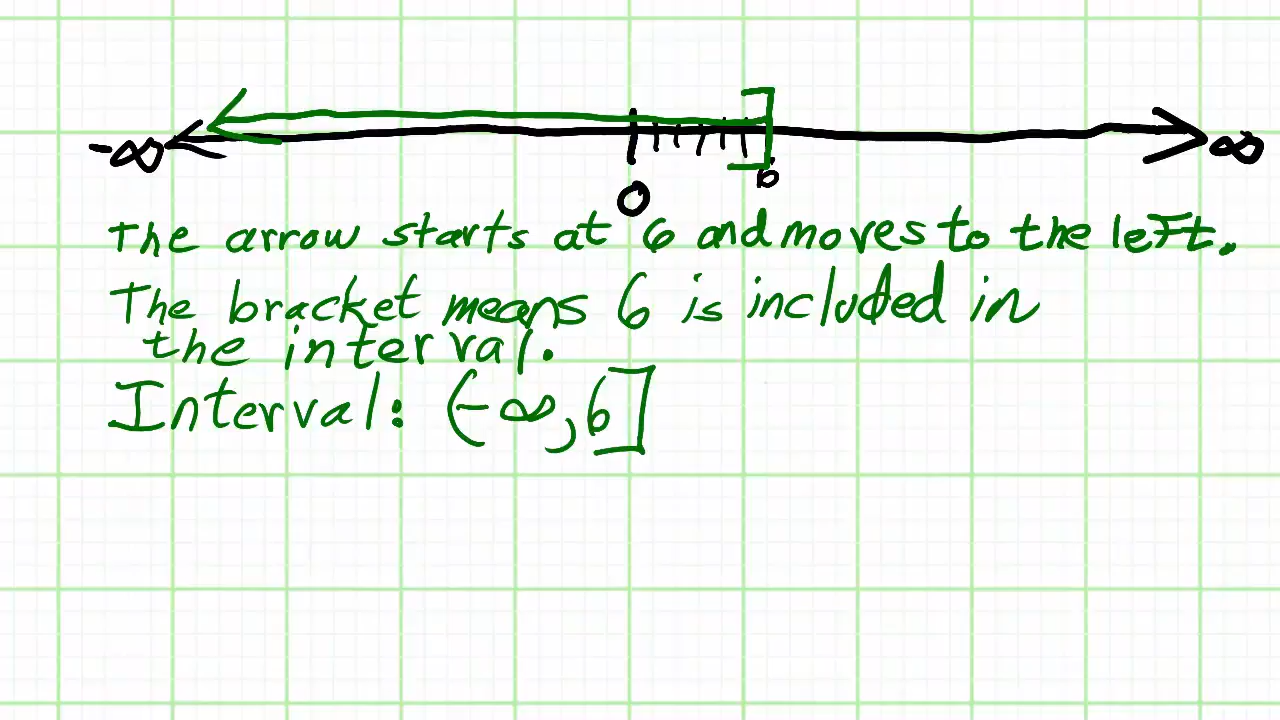 -∞ ∞
0 6
The arrow starts at 6 and moves to the left.
The bracket means 6 is included in
the interval.
Interval: (-∞,6]